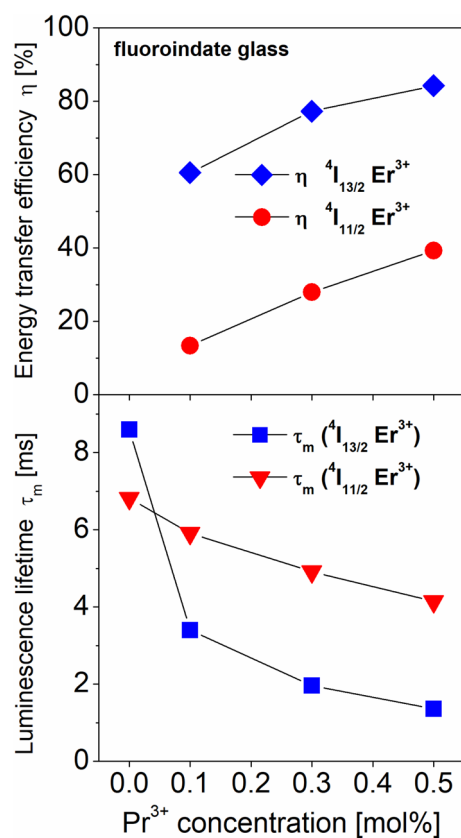 fluoroindate glass
Energy transfer efficiency η [%]
100
80
60
40
20
0
η ⁴I₁₃/₂ Er³⁺
η ⁴I₁₁/₂ Er³⁺
Luminescence lifetime τₘ [ms]
8
6
4
2
0
τₘ (⁴I₁₃/₂ Er³⁺)
τₘ (⁴I₁₁/₂ Er³⁺)
0.0 0.1 0.2 0.3 0.4 0.5
Pr³⁺ concentration [mol%]